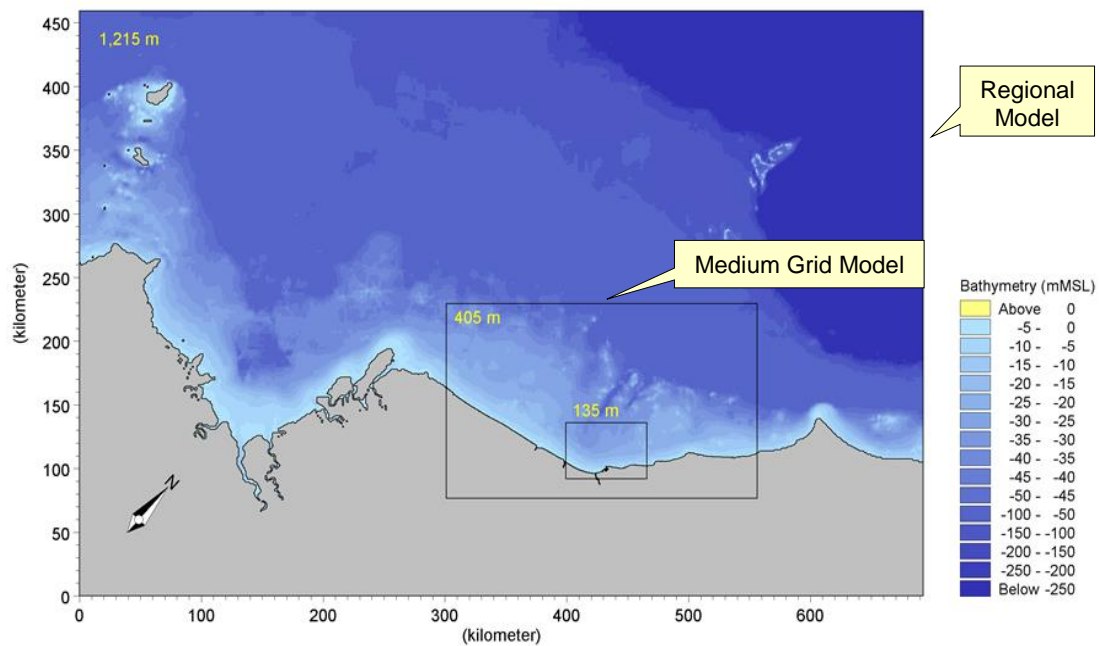 450
400
350
300
250
200
150
100
50
0
(kilometer)
1,215 m
Regional
Model
Medium Grid Model
405 m
135 m
N
0
100
200
300
400
500
600
(kilometer)
Bathymetry (mMSL)
Above 0
-5 - 0
-10 - -5
-15 - -10
-20 - -15
-25 - -20
-30 - -25
-35 - -30
-40 - -35
-45 - -40
-50 - -45
-100 - -50
-150 - -100
-200 - -150
-250 - -200
Below -250